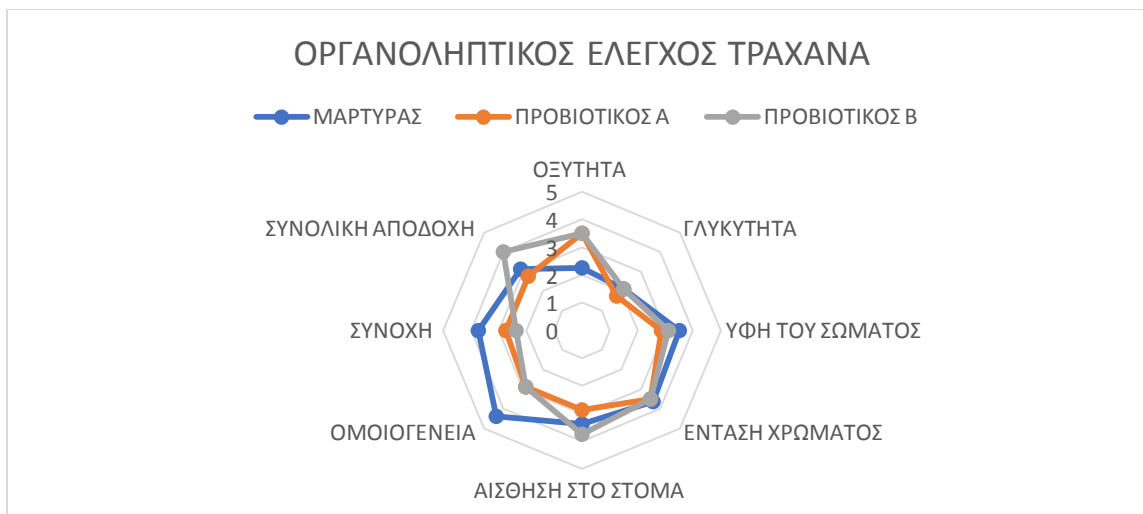 ΟΡΓΑΝΟΛΗΠΤΙΚΟΣ ΕΛΕΓΧΟΣ ΤΡΑΧΑΝΑ
ΜΑΡΤΥΡΑΣ ΠΡΟΒΙΟΤΙΚΟΣ Α ΠΡΟΒΙΟΤΙΚΟΣ Β
ΟΞΥΤΗΤΑ
5
ΣΥΝΟΛΙΚΗ ΑΠΟΔΟΧΗ 4 ΓΛΥΚΥΤΗΤΑ
3
2
1
ΣΥΝΟΧΗ 0 ΥΦΗ ΤΟΥ ΣΩΜΑΤΟΣ
ΟΜΟΙΟΓΕΝΕΙΑ ΕΝΤΑΣΗ ΧΡΩΜΑΤΟΣ
ΑΙΣΘΗΣΗ ΣΤΟ ΣΤΟΜΑ